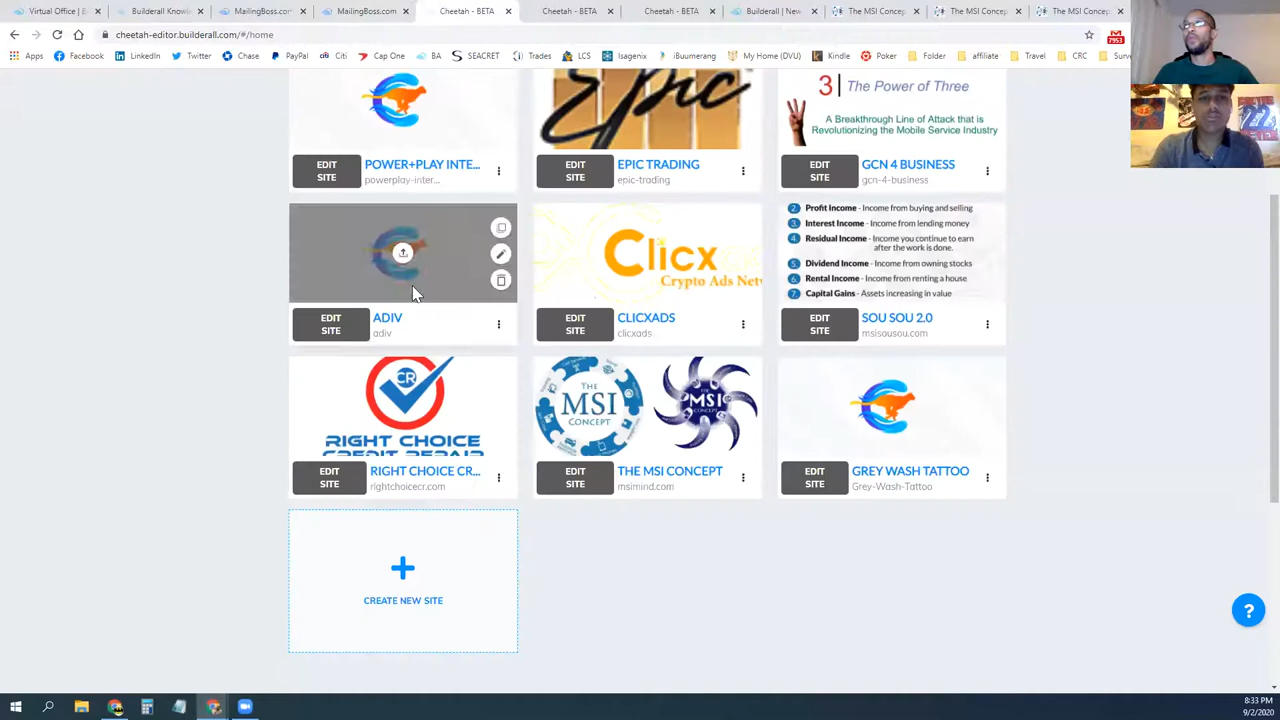 Virtual Office | E
Builderall Knowle
MailingBoss.com
MailingBoss.com
Cheetah - BETA
Cheetah - BETA
Cheetah - BETA
Builderall | New
The MSI Concep
The MSI Concep
The MSI Concep
cheetah-editor.builderall.com/#/home
7953
Apps
Facebook
LinkedIn
Twitter
Chase
PayPal
Citi
Cap One
BA
SEACRET
Trades
LCS
Isagenix
iBuumerang
My Home (DVU)
Kindle
Poker
Folder
affiliate
Travel
CRC
Surve
Epic
3 | The Power of Three
A Breakthrough Line of Attack that is
Revolutionizing the Mobile Service Industry
EDIT
SITE
POWER+PLAY INTE...
powerplay-inter...
EDIT
SITE
EPIC TRADING
epic-trading
EDIT
SITE
GCN 4 BUSINESS
gcn-4-business
Clicx
Crypto Ads Netw
2. Profit Income - Income from buying and selling
3. Interest Income - Income from lending money
4. Residual Income - Income you continue to earn
after the work is done.
5. Dividend Income - Income from owning stocks
6. Rental Income - Income from renting a house
7. Capital Gains - Assets increasing in value
EDIT
SITE
ADIV
adiv
EDIT
SITE
CLICXADS
clicxads
EDIT
SITE
SOU SOU 2.0
msisousou.com
CR
RIGHT CHOICE
CREDIT REPAIR
THE
MSI
CONCEPT
THE
MSI
CONCEPT
EDIT
SITE
RIGHT CHOICE CR...
rightchoicecr.com
EDIT
SITE
THE MSI CONCEPT
msimind.com
EDIT
SITE
GREY WASH TATTOO
Grey-Wash-Tattoo
CREATE NEW SITE
?
8:33 PM
9/2/2020